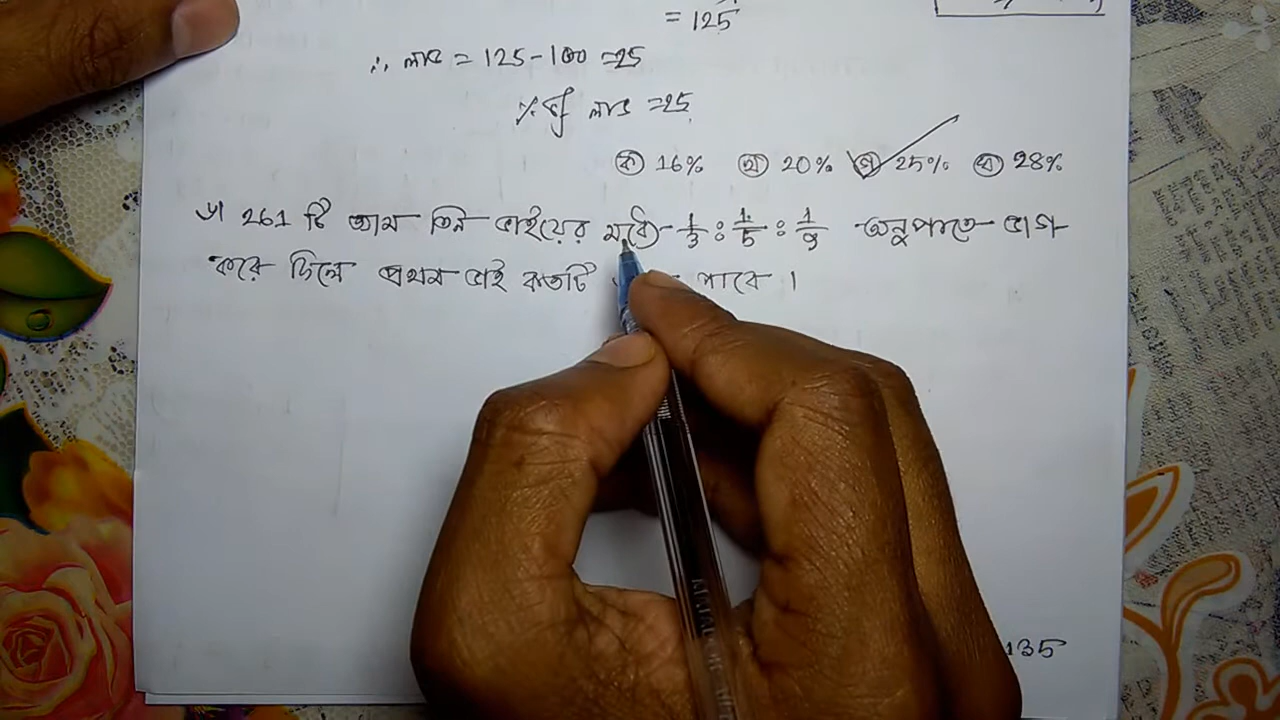 = 125
∴ লাভ = 125 - 100 = 25
% তে লাভ = 25
ক 16% খ 20% গ 25% ঘ 28%
৬। 261 টি আম তিন ভাইয়ের মধ্যে 1/3 : 1/5 : 1/9 অনুপাতে ভাগ
করে দিলে প্রথম ভাই কতটি পাবে ।
135